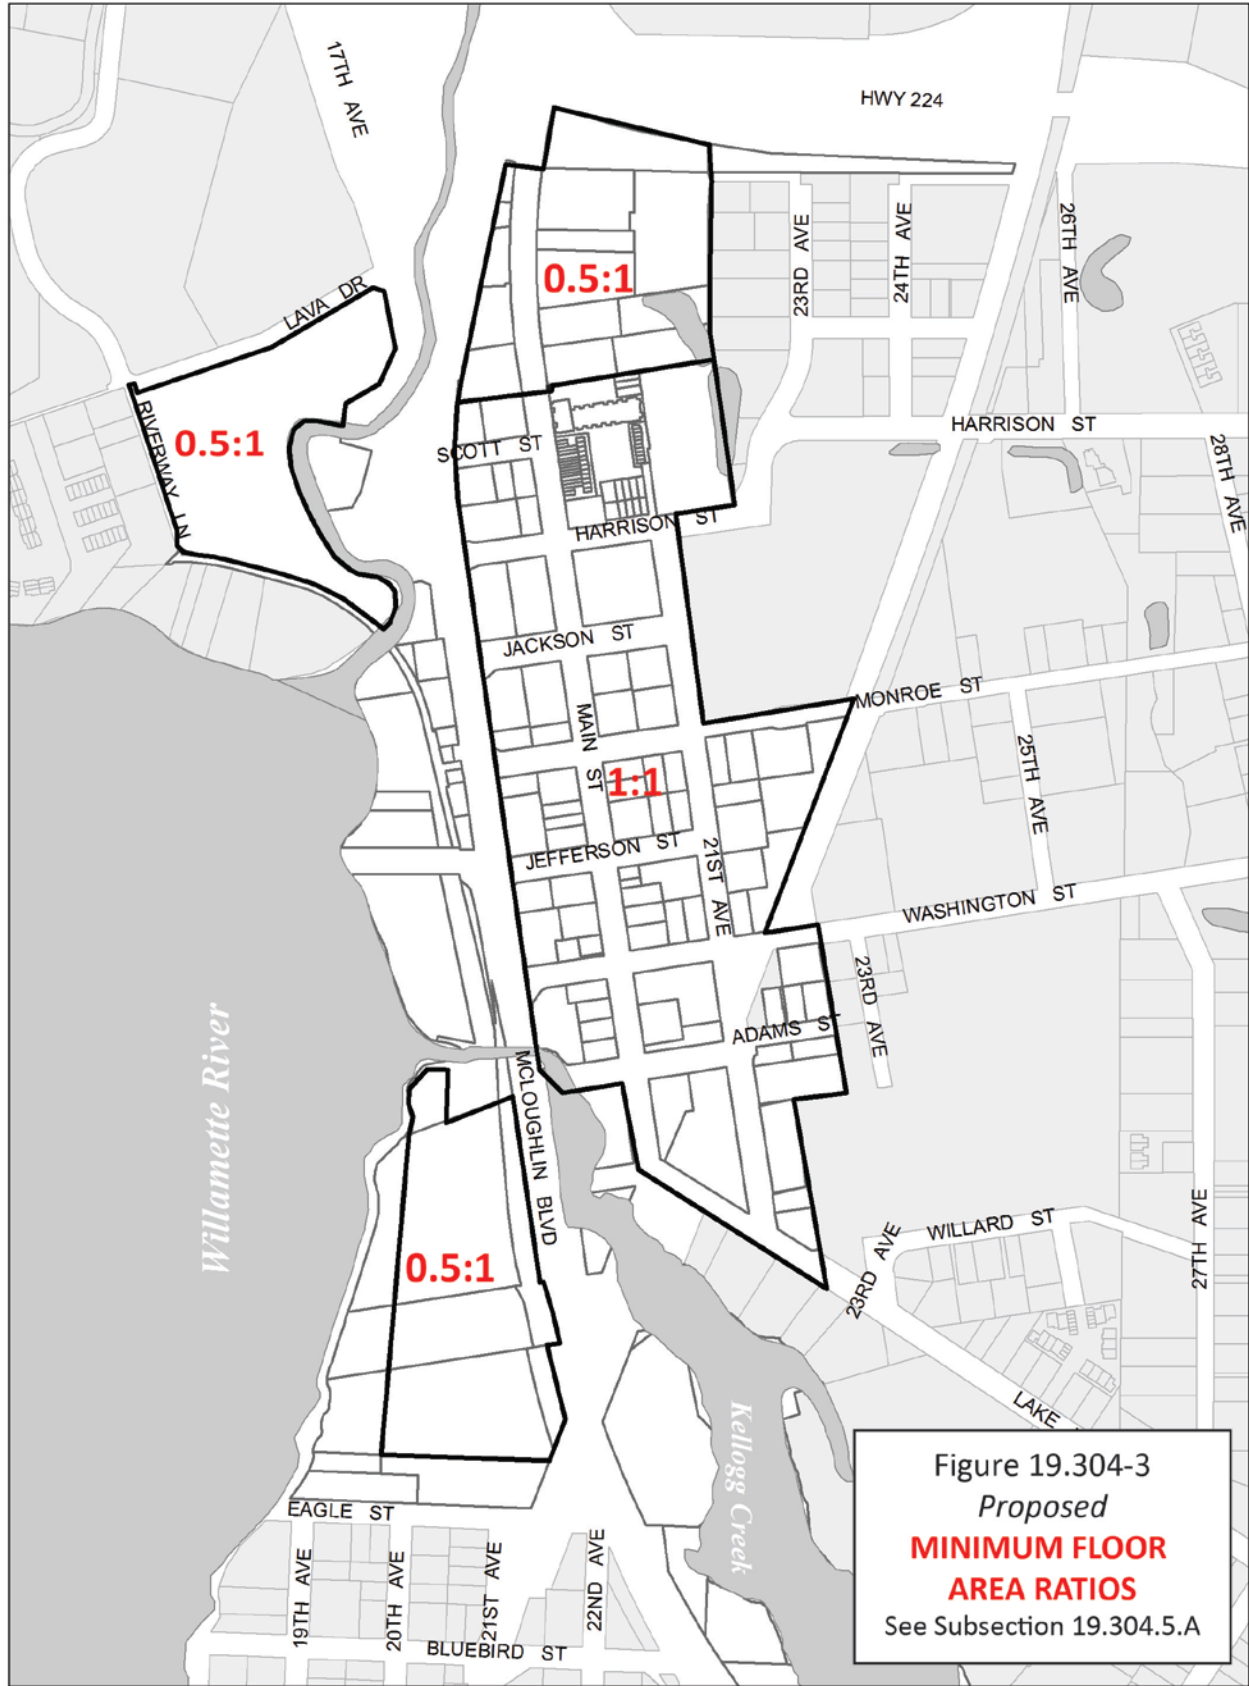 17TH AVE
HWY 224
23RD AVE
24TH AVE
26TH AVE
0.5:1
LAVA DR
RIVERWAY LN
0.5:1
SCOTT ST
HARRISON ST
HARRISON ST
28TH AVE
JACKSON ST
MAIN ST
MONROE ST
25TH AVE
1:1
JEFFERSON ST
21ST AVE
WASHINGTON ST
23RD AVE
ADAMS ST
MCLOUGHLIN BLVD
Willamette River
0.5:1
23RD AVE
WILLARD ST
27TH AVE
LAKE
Kellogg Creek
EAGLE ST
19TH AVE
20TH AVE
21ST AVE
22ND AVE
BLUEBIRD ST
Figure 19.304-3
Proposed
MINIMUM FLOOR
AREA RATIOS
See Subsection 19.304.5.A